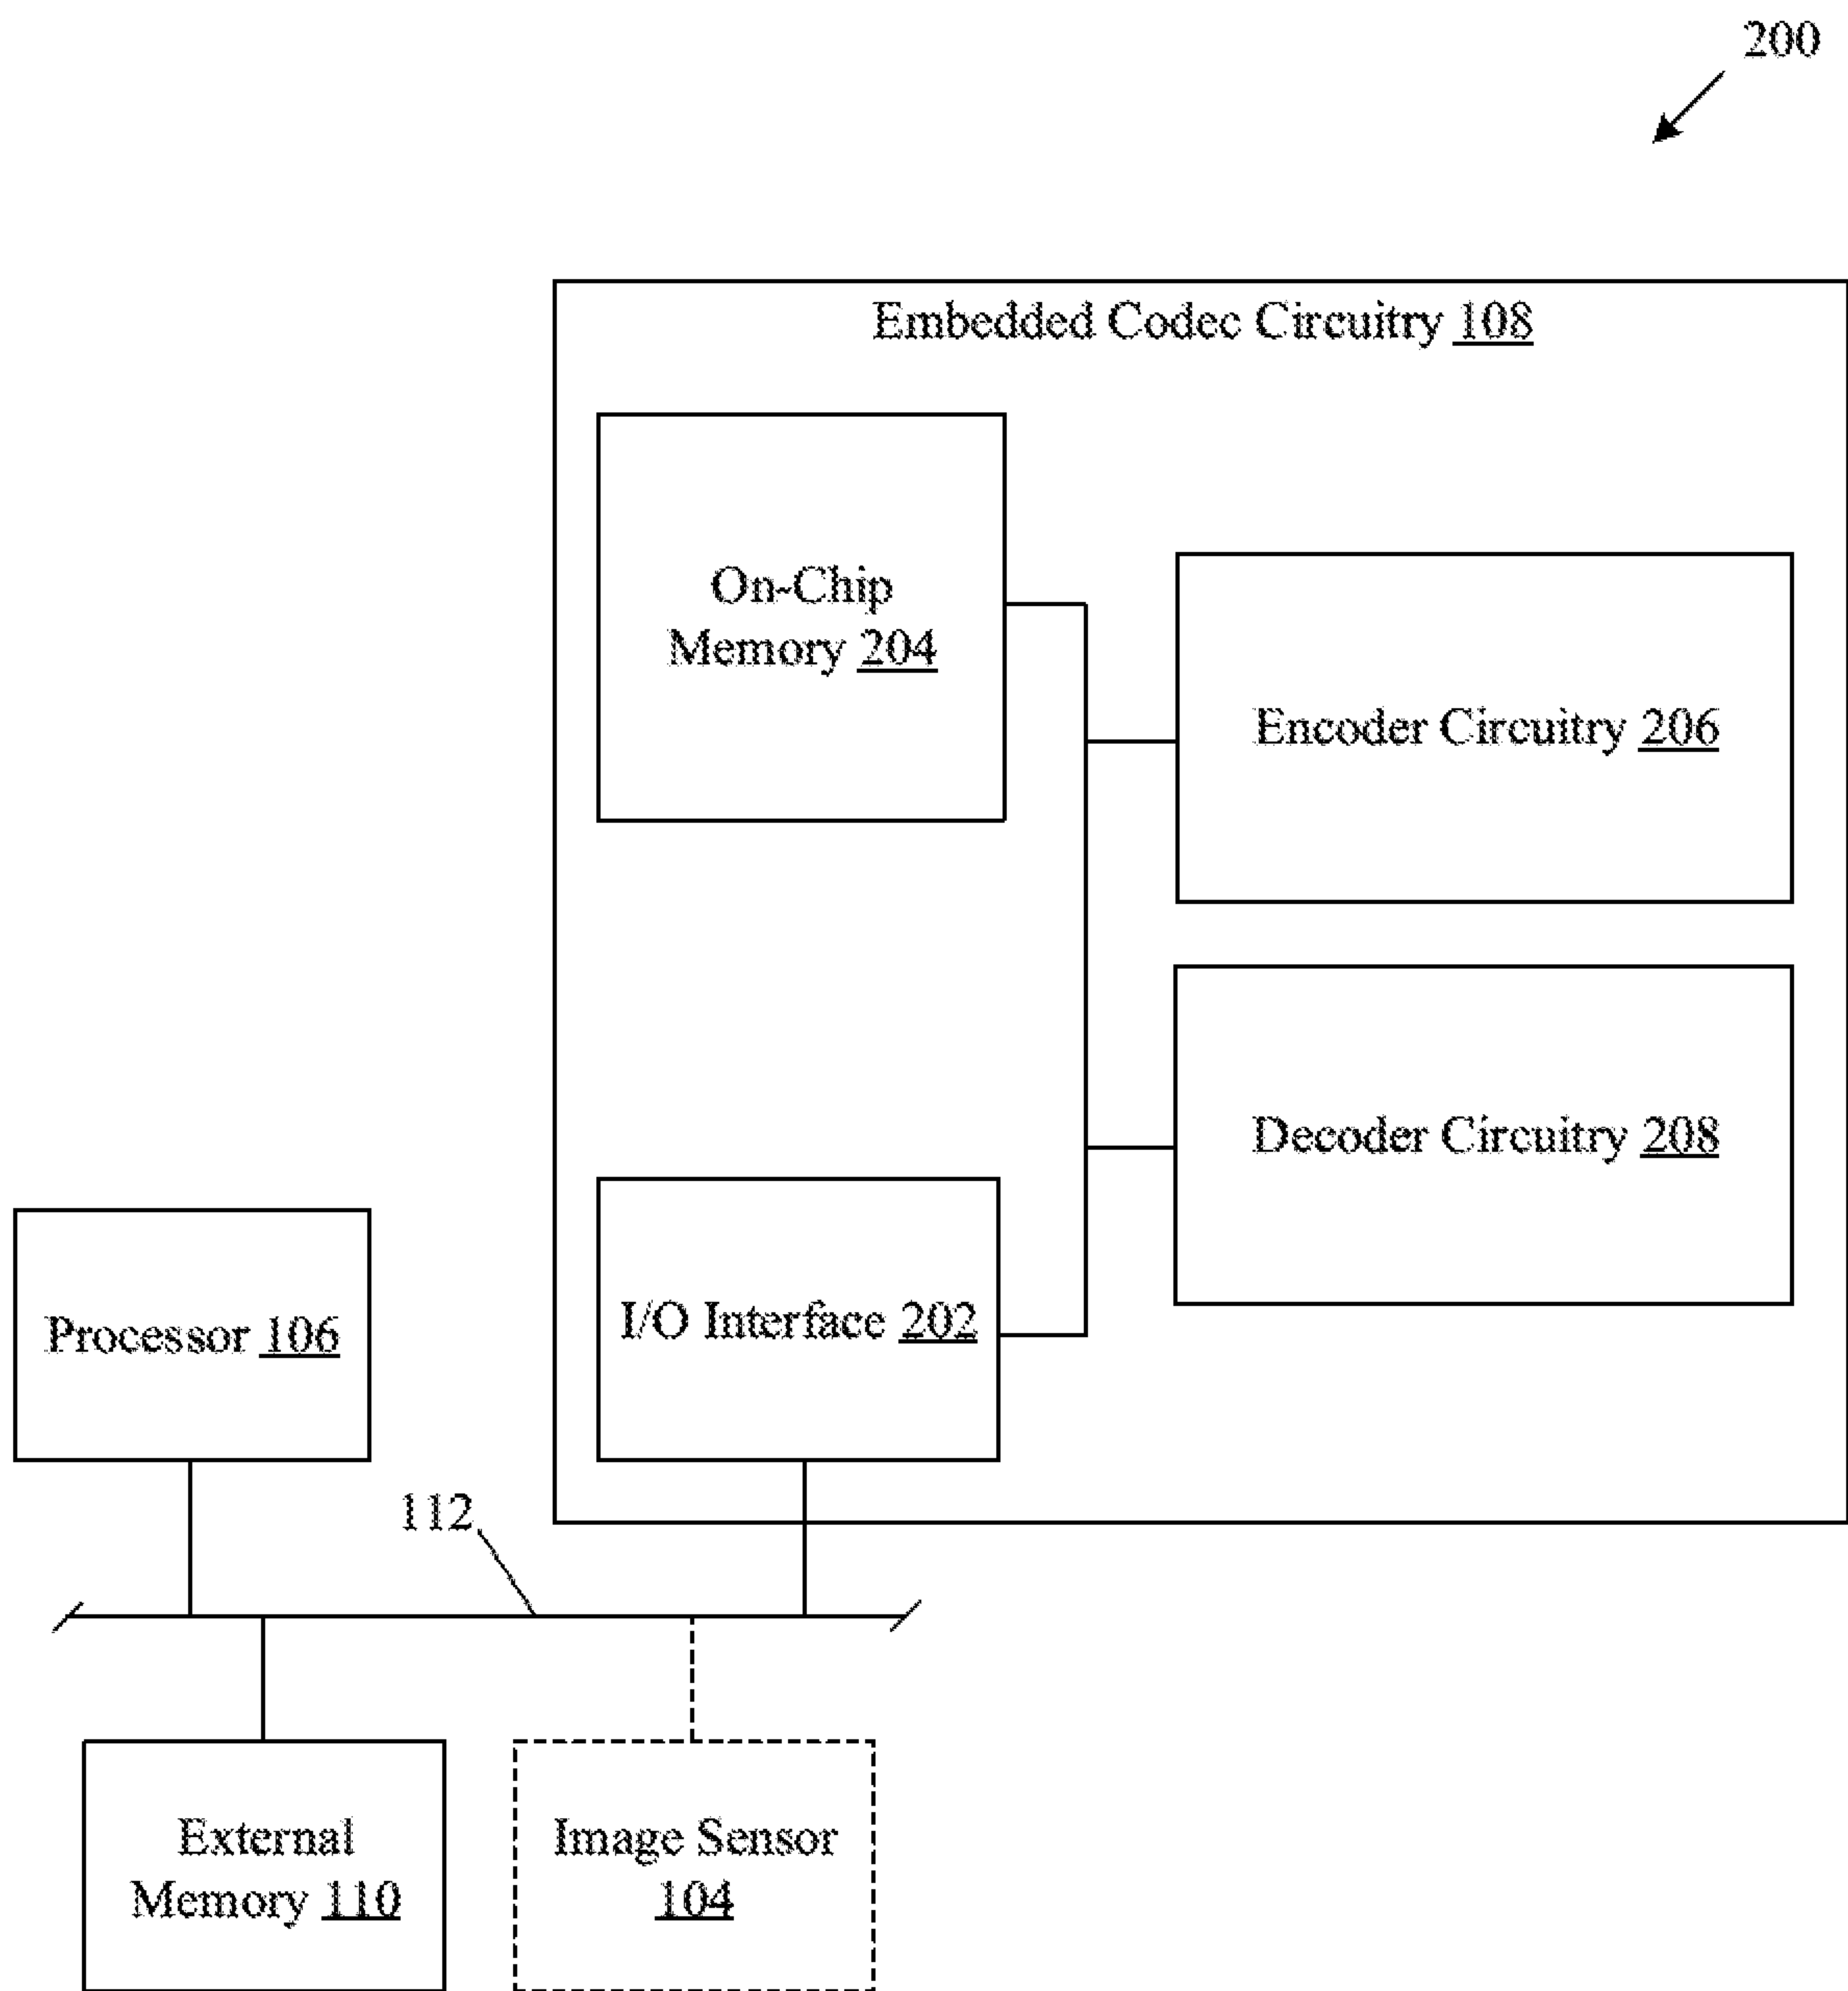 200
Embedded Codec Circuitry 108
On-Chip
Memory 204
Encoder Circuitry 206
Decoder Circuitry 208
I/O Interface 202
Processor 106
112
External
Memory 110
Image Sensor
104